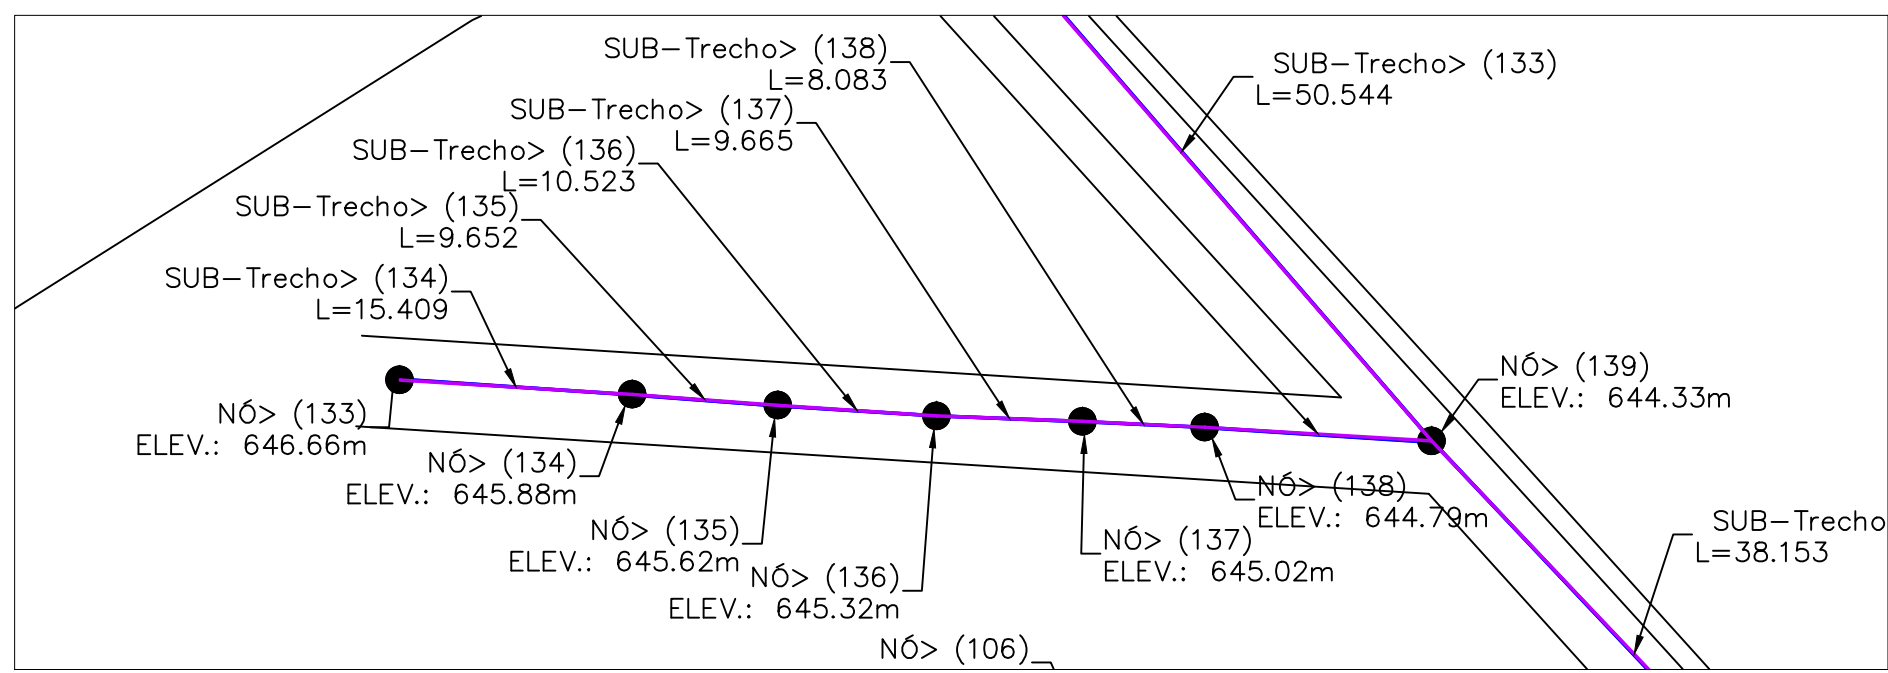 SUB-Trecho> (138)
L=8.083
SUB-Trecho> (133)
L=50.544
SUB-Trecho> (137)
L=9.665
SUB-Trecho> (136)
L=10.523
SUB-Trecho> (135)
L=9.652
SUB-Trecho> (134)
L=15.409
NÓ> (139)
ELEV.: 644.33m
NÓ> (133)
ELEV.: 646.66m
NÓ> (134)
ELEV.: 645.88m
NÓ> (138)
ELEV.: 644.79m
NÓ> (135)
ELEV.: 645.62m
NÓ> (137)
ELEV.: 645.02m
SUB-Trecho
L=38.153
NÓ> (136)
ELEV.: 645.32m
NÓ> (106)